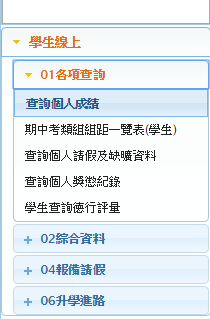 學生線上
01各項查詢
查詢個人成績
期中考類組組距一覽表(學生)
查詢個人請假及缺曠資料
查詢個人獎懲紀錄
學生查詢德行評量
02綜合資料
04報備請假
06升學進路